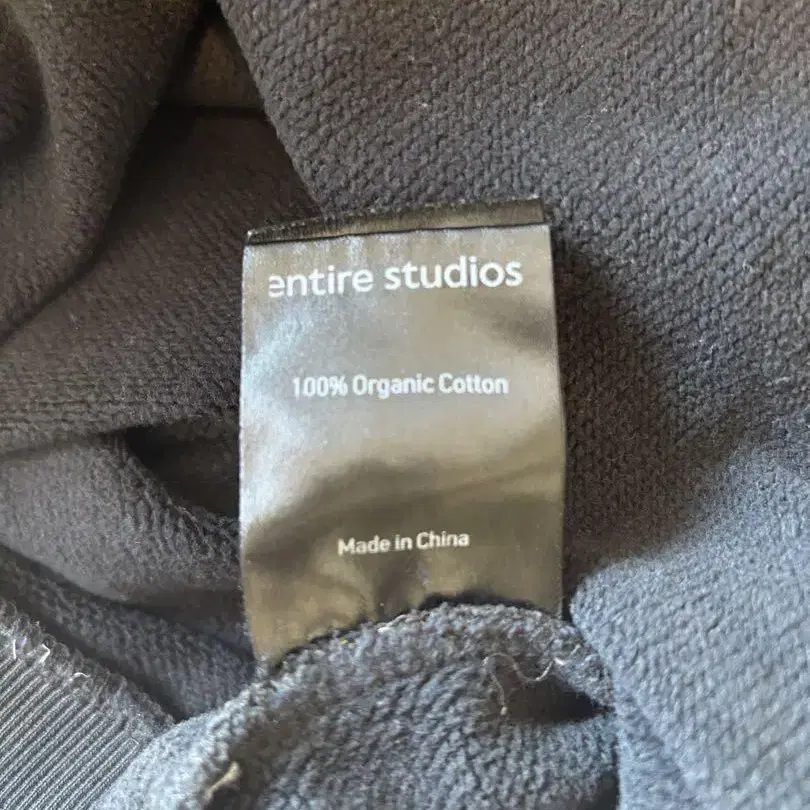 entire studios
100% Organic Cotton
Made in China